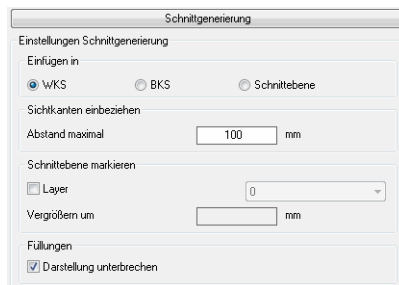 Schnittgenerierung
Einstellungen Schnittgenerierung
Einfügen in
WKS BKS Schnittebene
Sichtkanten einbeziehen
Abstand maximal 100 mm
Schnittebene markieren
Layer 0
Vergrößern um mm
Füllungen
Darstellung unterbrechen